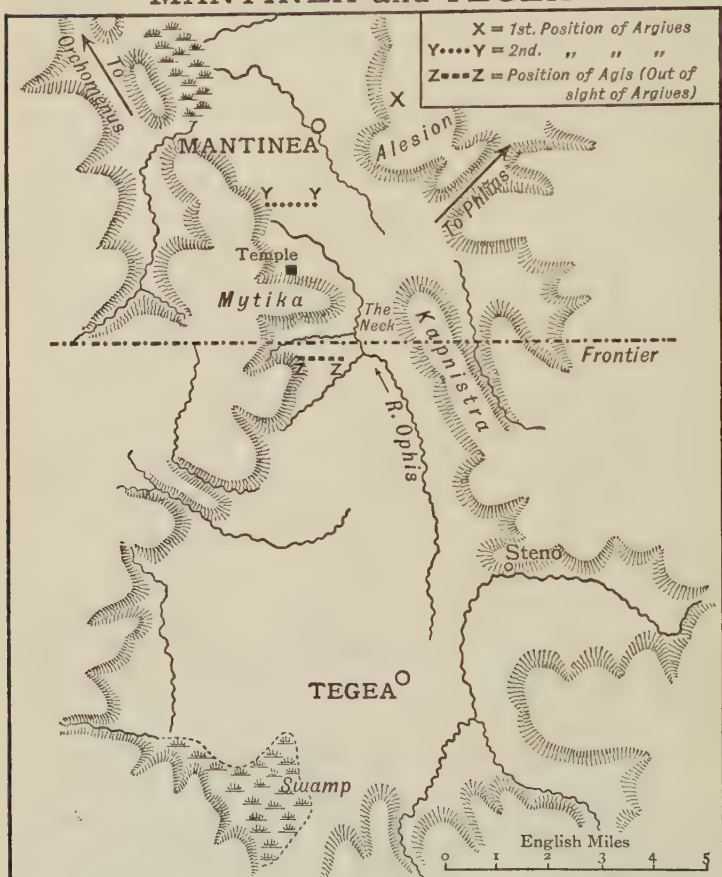 MANTINEA and TEGEA
X = 1st. Position of Argives
Y••••Y = 2nd. „ „ „
Z---Z = Position of Agis (Out of
sight of Argives)
To
Orchomenus
X
MANTINEA
Alesion
To Phlius
Y Y
Temple
Mytika
The
Neck
Kapnistra
Frontier
Z Z
R. Ophis
Steno
TEGEA
Swamp
English Miles
0 1 2 3 4 5